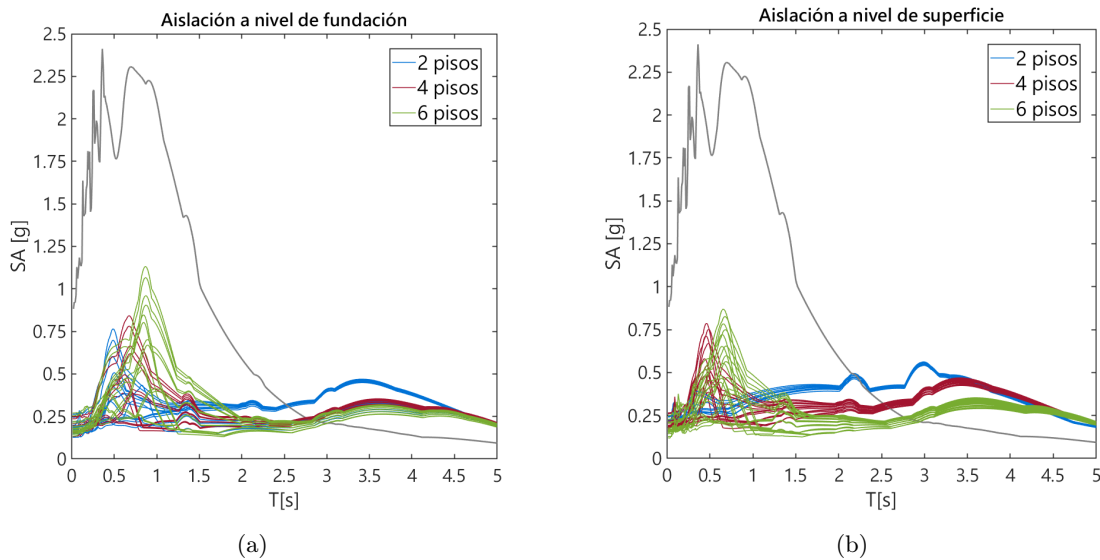 Aislación a nivel de fundación
2.5
2.25
2
1.75
1.5
1.25
1
0.75
0.5
0.25
0
SA [g]
2 pisos
4 pisos
6 pisos
0 0.5 1 1.5 2 2.5 3 3.5 4 4.5 5
T[s]
(a)
Aislación a nivel de superficie
2.5
2.25
2
1.75
1.5
1.25
1
0.75
0.5
0.25
0
SA [g]
2 pisos
4 pisos
6 pisos
0 0.5 1 1.5 2 2.5 3 3.5 4 4.5 5
T[s]
(b)